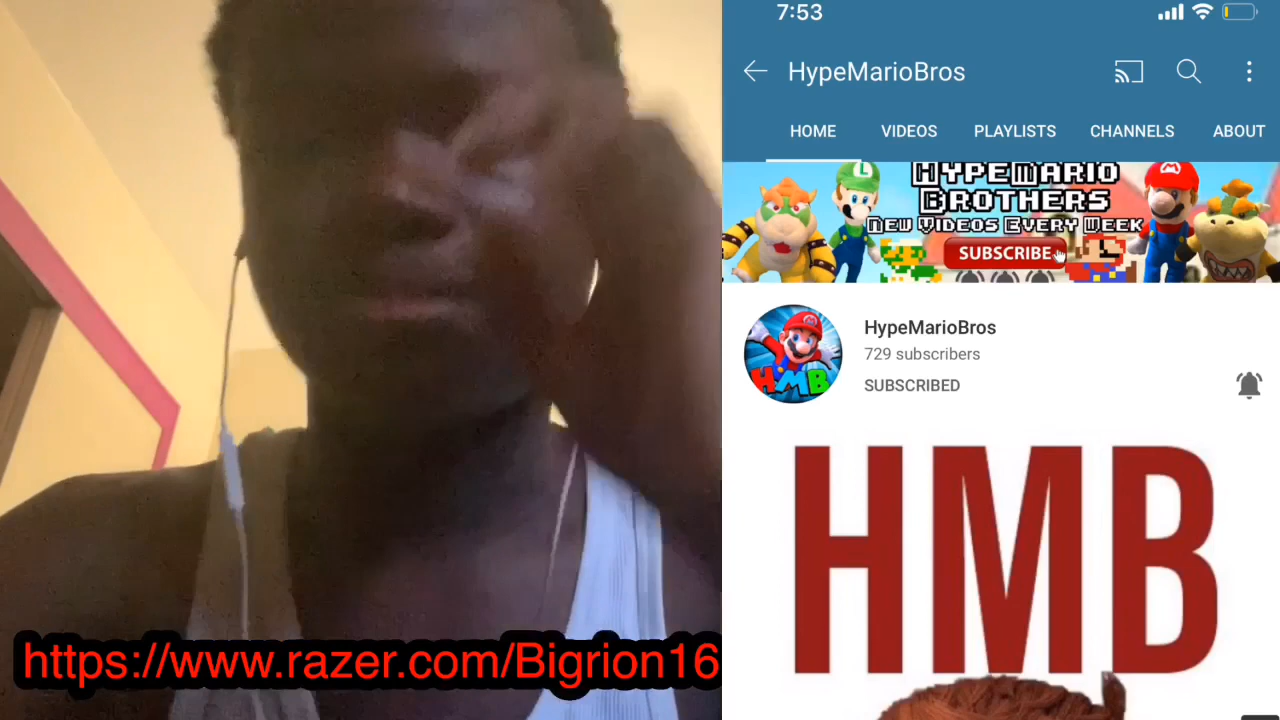 https://www.razer.com/Bigrion16
7:53
HypeMarioBros
HOME VIDEOS PLAYLISTS CHANNELS ABOUT
HYPEMARIO
BROTHERS
NEW VIDEOS EVERY WEEK
SUBSCRIBE
L
M
HMB
HypeMarioBros
729 subscribers
SUBSCRIBED
HMB